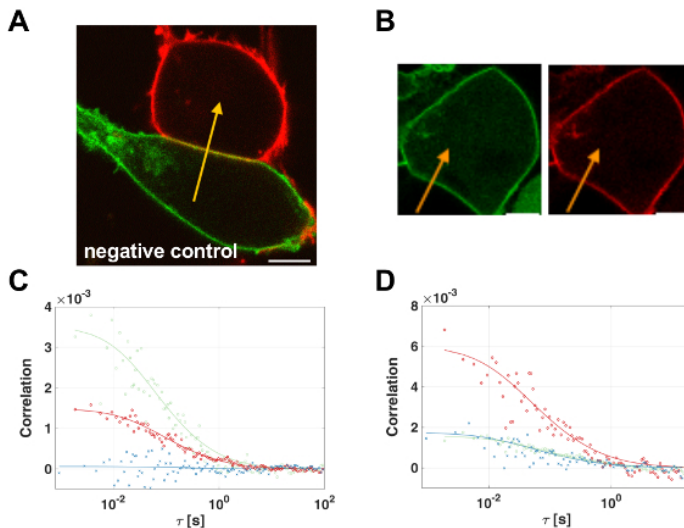 A
B
negative control
C
D
×10⁻³
4
3
2
1
0
Correlation
10⁻²
10⁰
10²
τ [s]
×10⁻³
8
6
4
2
0
Correlation
10⁻²
10⁰
τ [s]